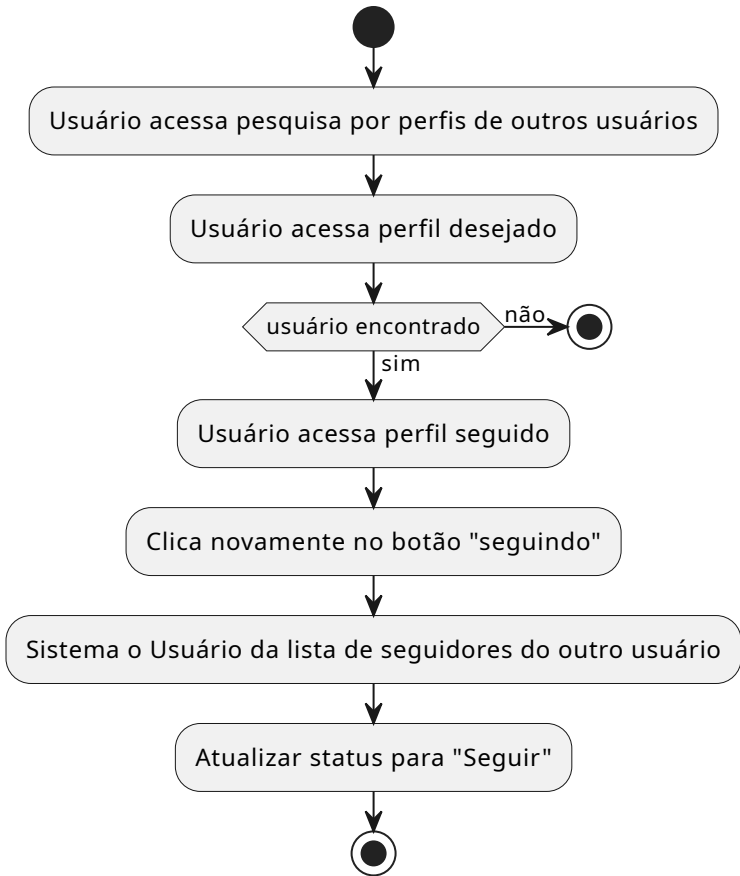 Usuário acessa pesquisa por perfis de outros usuários
Usuário acessa perfil desejado
usuário encontrado
não
sim
Usuário acessa perfil seguido
Clica novamente no botão "seguindo"
Sistema o Usuário da lista de seguidores do outro usuário
Atualizar status para "Seguir"